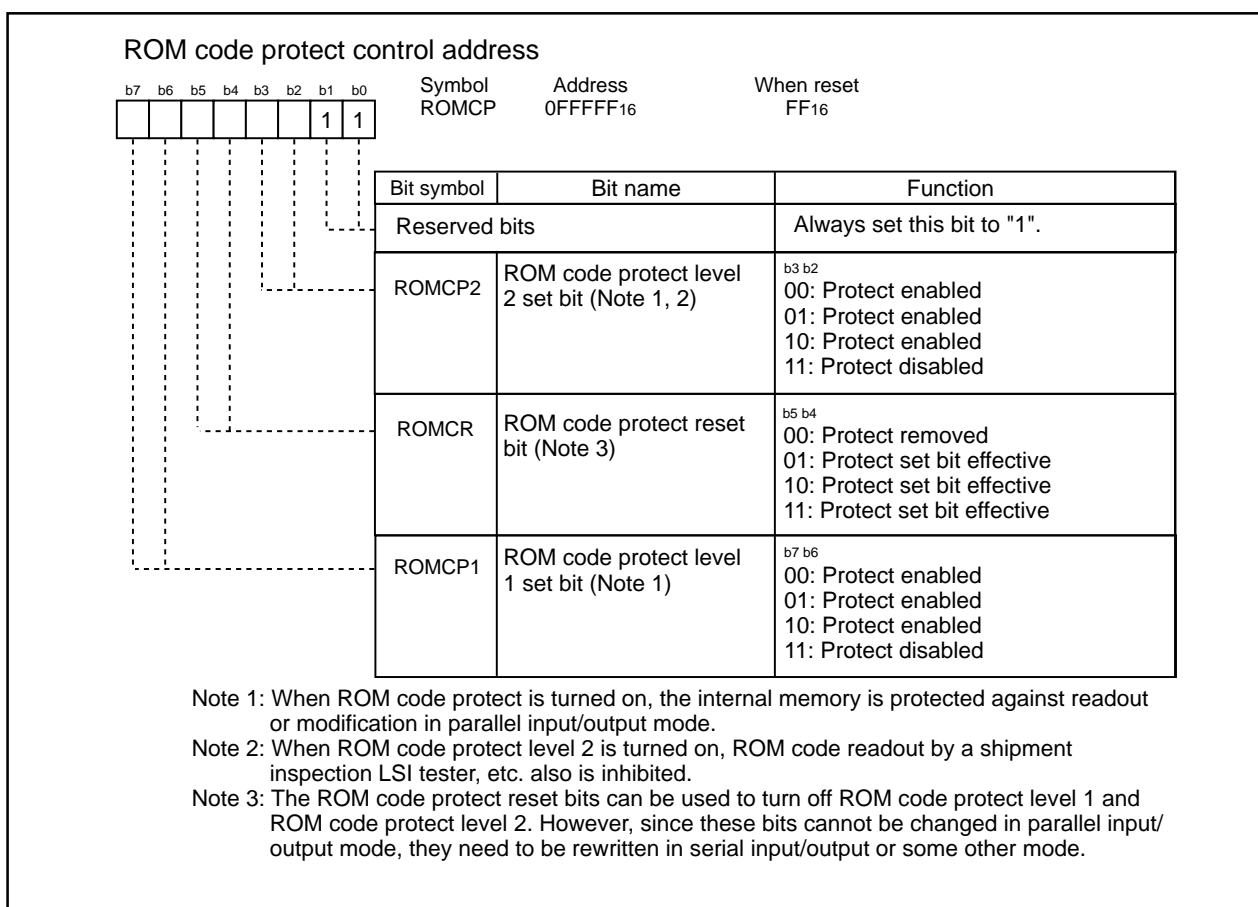 ROM code protect control address
b7 b6 b5 b4 b3 b2 b1 b0
1 1
Symbol Address When reset
ROMCP 0FFFFF16 FF16
Bit symbol Bit name Function
Reserved bits Always set this bit to "1".
ROMCP2
ROM code protect level
2 set bit (Note 1, 2)
b3 b2
00: Protect enabled
01: Protect enabled
10: Protect enabled
11: Protect disabled
ROMCR
ROM code protect reset
bit (Note 3)
b5 b4
00: Protect removed
01: Protect set bit effective
10: Protect set bit effective
11: Protect set bit effective
ROMCP1
ROM code protect level
1 set bit (Note 1)
b7 b6
00: Protect enabled
01: Protect enabled
10: Protect enabled
11: Protect disabled
Note 1: When ROM code protect is turned on, the internal memory is protected against readout
or modification in parallel input/output mode.
Note 2: When ROM code protect level 2 is turned on, ROM code readout by a shipment
inspection LSI tester, etc. also is inhibited.
Note 3: The ROM code protect reset bits can be used to turn off ROM code protect level 1 and
ROM code protect level 2. However, since these bits cannot be changed in parallel input/
output mode, they need to be rewritten in serial input/output or some other mode.